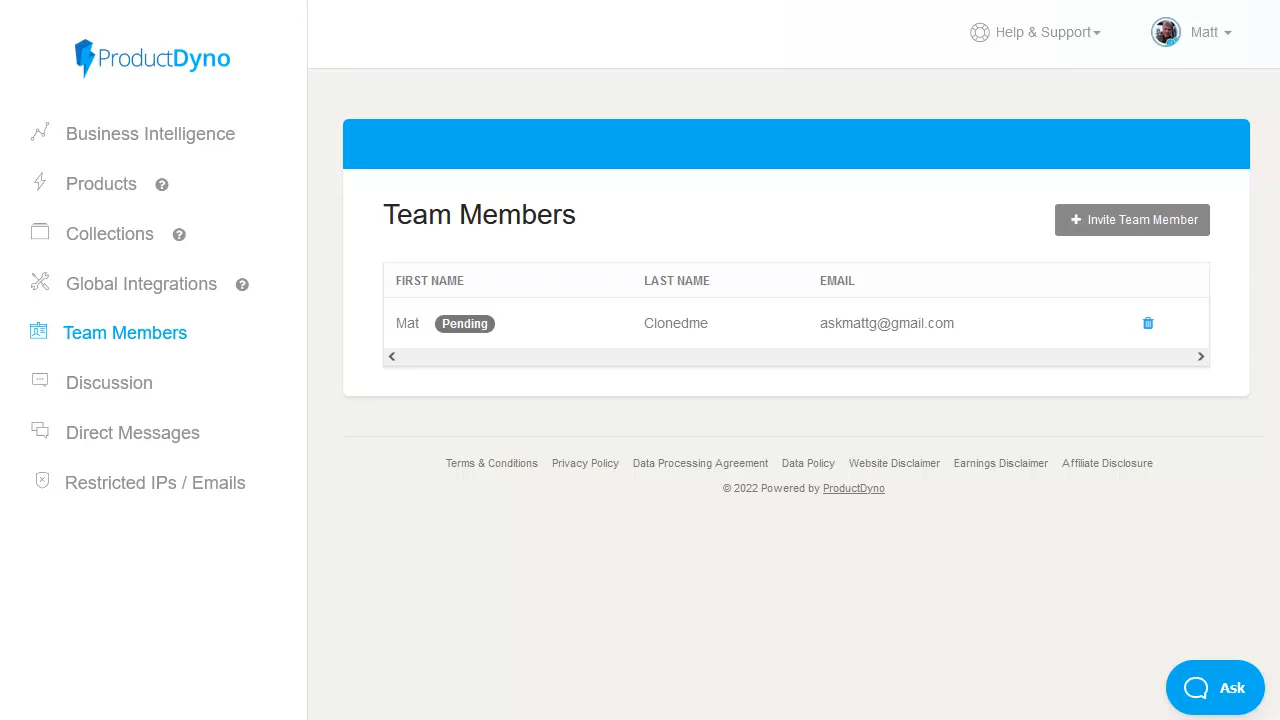 ProductDyno
Help & Support
Matt
Business Intelligence
Products
Collections
Global Integrations
Team Members
Discussion
Direct Messages
Restricted IPs / Emails
Team Members
Invite Team Member
FIRST NAME LAST NAME EMAIL
Mat Pending Clonedme askmattg@gmail.com
Terms & Conditions Privacy Policy Data Processing Agreement Data Policy Website Disclaimer Earnings Disclaimer Affiliate Disclosure
© 2022 Powered by ProductDyno
Ask